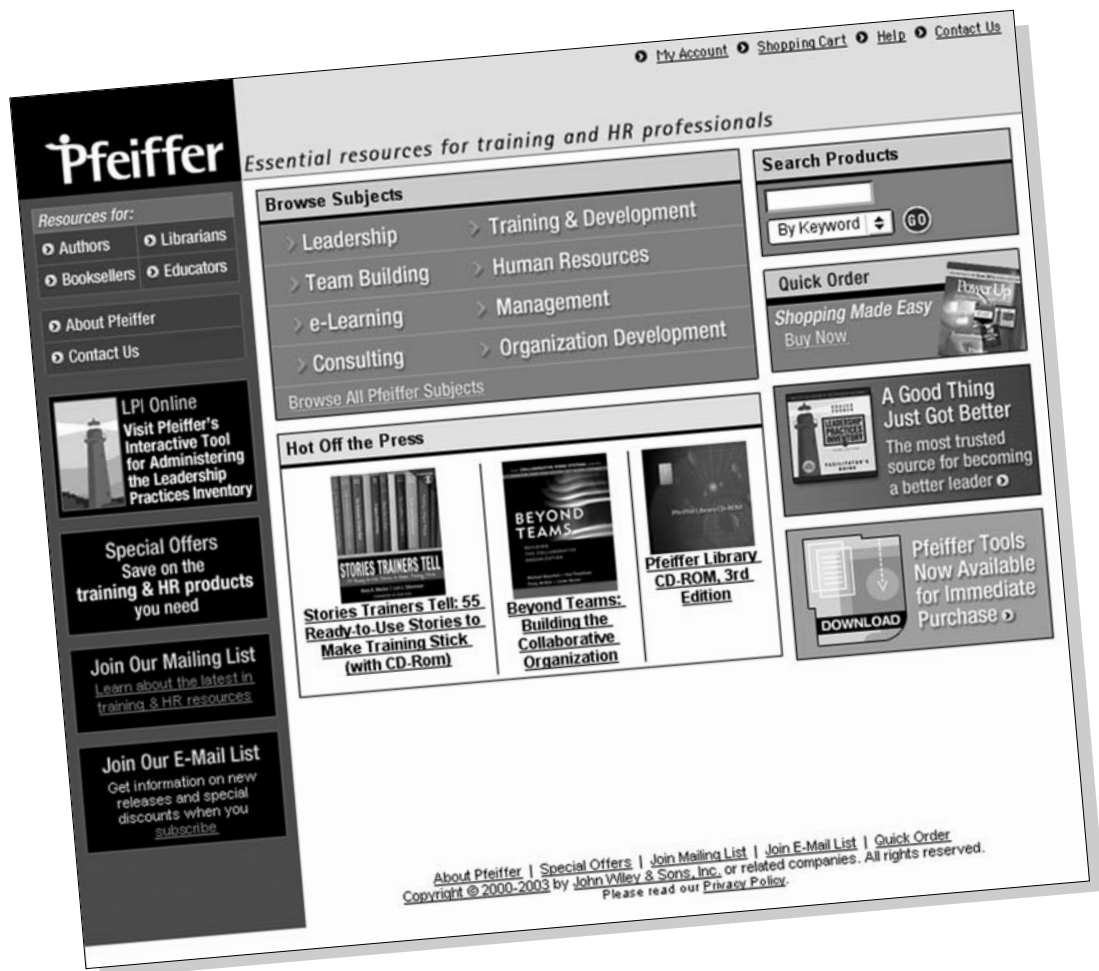 My Account Shopping Cart Help Contact Us
Pfeiffer
Essential resources for training and HR professionals
Resources for:
Authors Librarians
Booksellers Educators
About Pfeiffer
Contact Us
LPI Online
Visit Pfeiffer's
Interactive Tool
for Administering
the Leadership
Practices Inventory
Special Offers
Save on the
training & HR products
you need
Join Our Mailing List
Learn about the latest in
training & HR resources
Join Our E-Mail List
Get information on new
releases and special
discounts when you
subscribe
Browse Subjects
Leadership Training & Development
Team Building Human Resources
e-Learning Management
Consulting Organization Development
Browse All Pfeiffer Subjects
Hot Off the Press
STORIES TRAINERS TELL
Stories Trainers Tell: 55
Ready-to-Use Stories to
Make Training Stick
(with CD-Rom)
BEYOND
TEAMS
Beyond Teams:
Building the
Collaborative
Organization
Pfeiffer Library CD-ROM
Pfeiffer Library
CD-ROM, 3rd
Edition
Search Products
By Keyword GO
Quick Order
Shopping Made Easy
Buy Now
PowerUp
A Good Thing
Just Got Better
The most trusted
source for becoming
a better leader
LEADERSHIP
PRACTICES
INVENTORY
FACILITATOR'S
GUIDE
Pfeiffer Tools
Now Available
for Immediate
Purchase
DOWNLOAD
About Pfeiffer | Special Offers | Join Mailing List | Join E-Mail List | Quick Order
Copyright © 2000-2003 by John Wiley & Sons, Inc. or related companies. All rights reserved.
Please read our Privacy Policy.